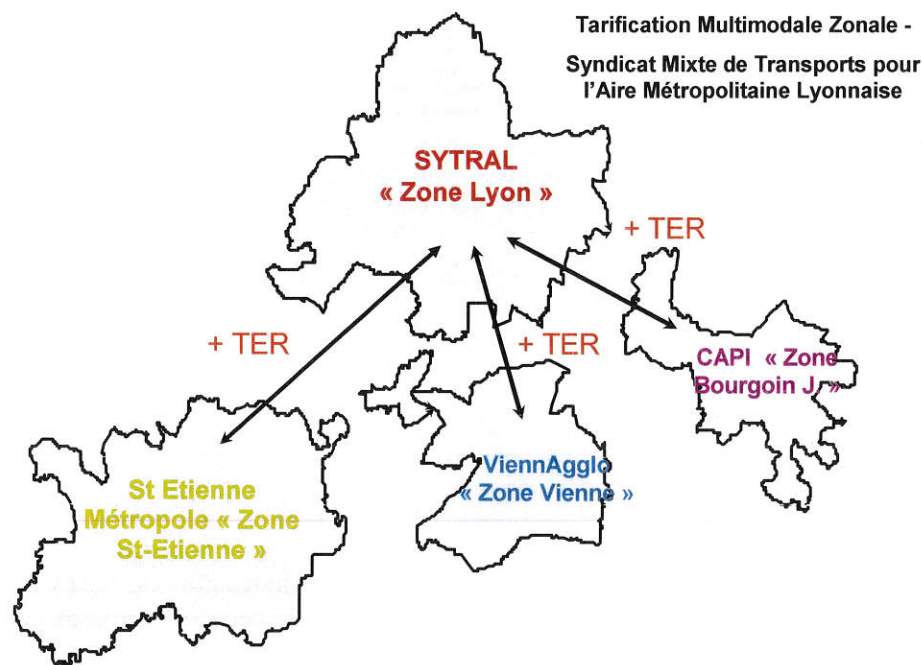 Tarification Multimodale Zonale -
Syndicat Mixte de Transports pour
l'Aire Métropolitaine Lyonnaise
SYTRAL
« Zone Lyon »
+ TER
+ TER
+ TER
CAPI « Zone
Bourgoin J. »
ViennAgglo
« Zone Vienne »
St Etienne
Métropole « Zone
St-Etienne »